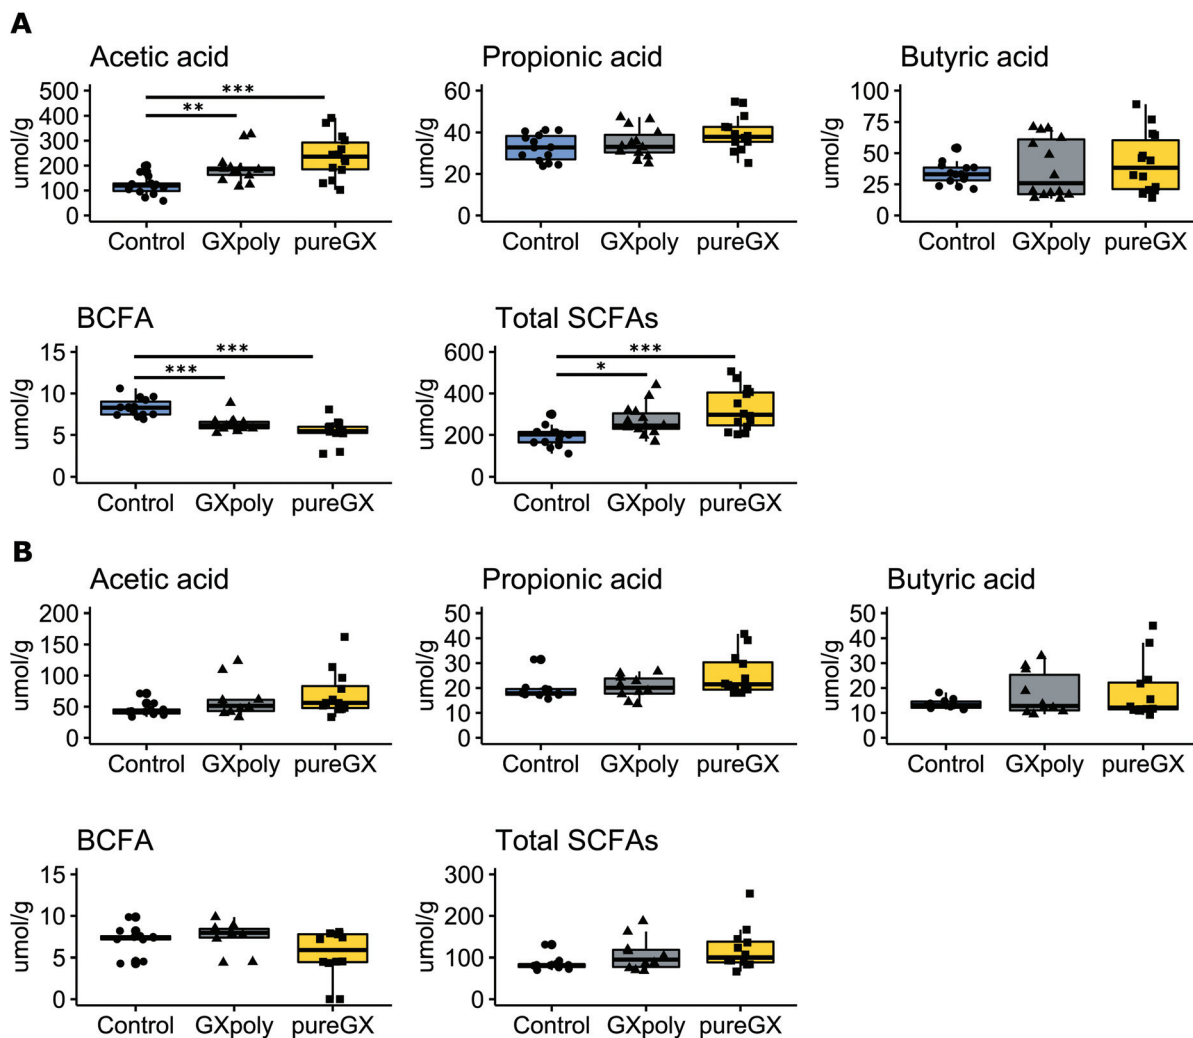 A
Acetic acid
Propionic acid
Butyric acid
umol/g
500
400
300
200
100
0
***
**
Control GXpoly pureGX
umol/g
60
40
20
0
Control GXpoly pureGX
umol/g
100
75
50
25
0
Control GXpoly pureGX
BCFA
Total SCFAs
umol/g
15
10
5
0
***
***
Control GXpoly pureGX
umol/g
600
400
200
0
***
*
Control GXpoly pureGX
B
Acetic acid
Propionic acid
Butyric acid
umol/g
200
150
100
50
0
Control GXpoly pureGX
umol/g
50
40
30
20
10
0
Control GXpoly pureGX
umol/g
50
40
30
20
10
0
Control GXpoly pureGX
BCFA
Total SCFAs
umol/g
15
10
5
0
Control GXpoly pureGX
umol/g
300
200
100
0
Control GXpoly pureGX